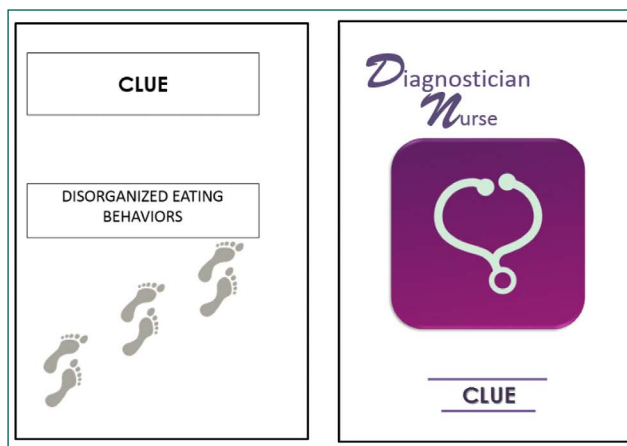 CLUE
DISORGANIZED EATING
BEHAVIORS
Diagnostician
Nurse
CLUE